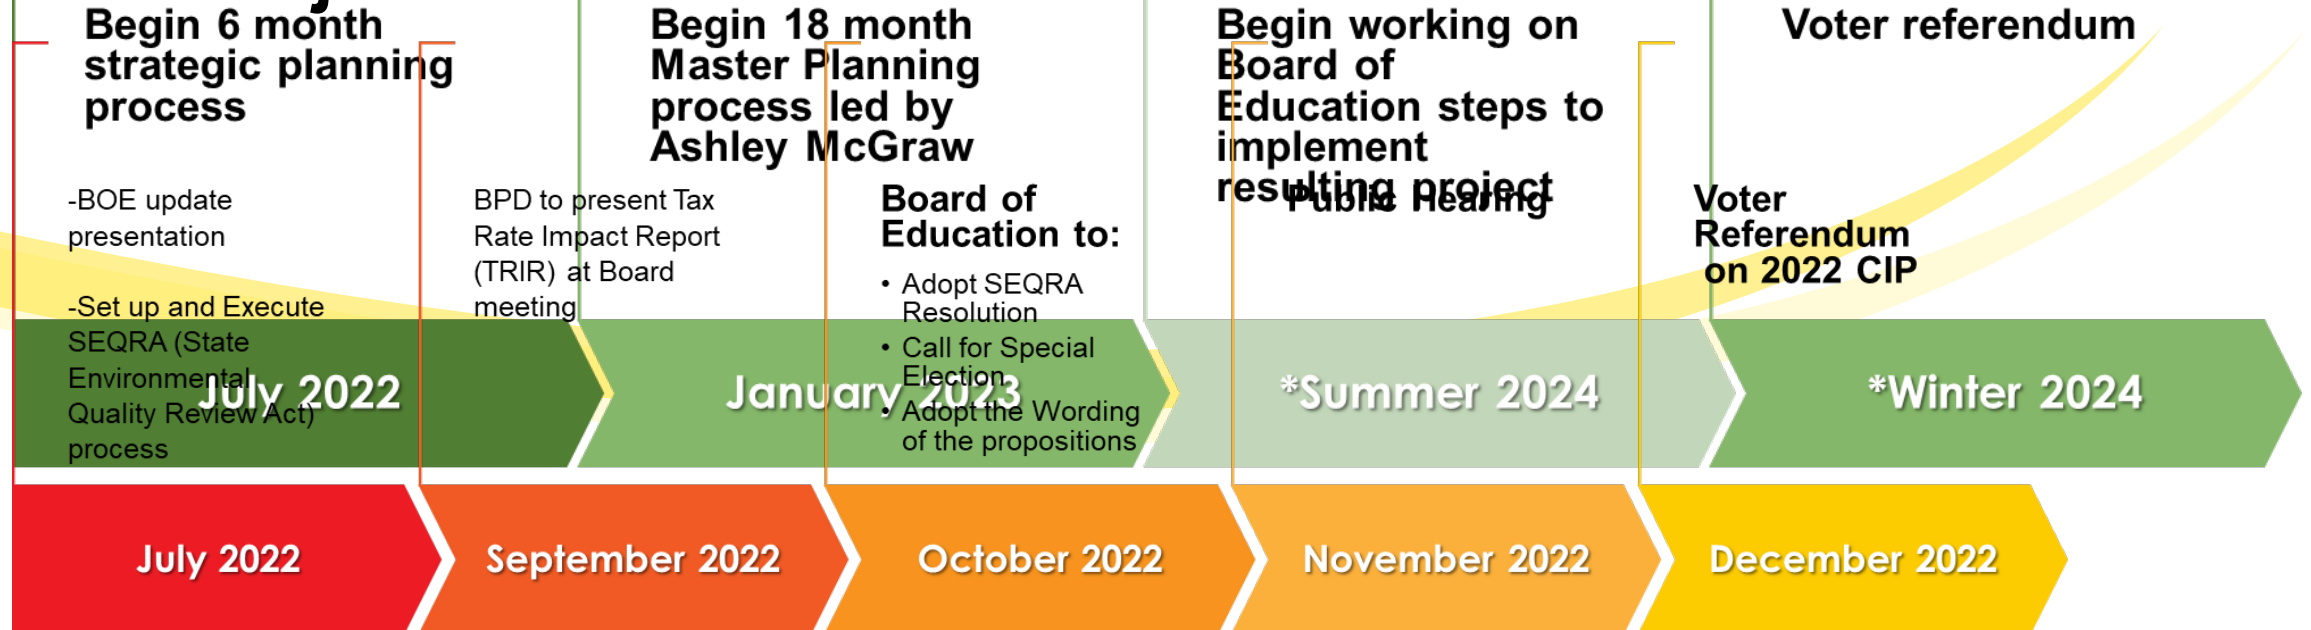 Begin 6 month
strategic planning
process
Begin 18 month
Master Planning
process led by
Ashley McGraw
Begin working on
Board of
Education steps to
implement
resulting project
Voter referendum
-BOE update
presentation
-Set up and Execute
SEQRA (State
Environmental
Quality Review Act)
process
BPD to present Tax
Rate Impact Report
(TRIR) at Board
meeting
Board of
Education to:
• Adopt SEQRA
Resolution
• Call for Special
Election
• Adopt the Wording
of the propositions
Public Hearing
Voter
Referendum
on 2022 CIP
July 2022
January 2023
*Summer 2024
*Winter 2024
July 2022
September 2022
October 2022
November 2022
December 2022